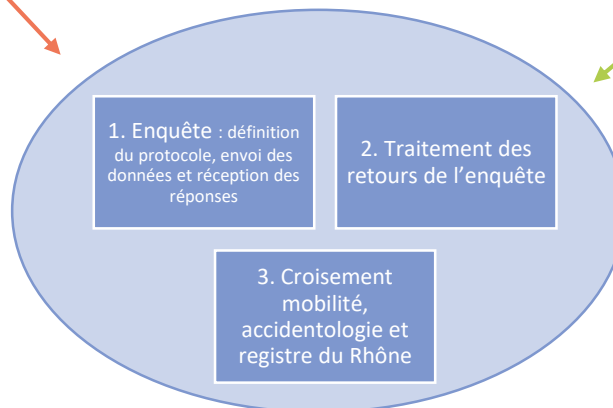 1. Enquête : définition
du protocole, envoi des
données et réception des
réponses
2. Traitement des
retours de l’enquête
3. Croisement
mobilité,
accidentologie et
registre du Rhône